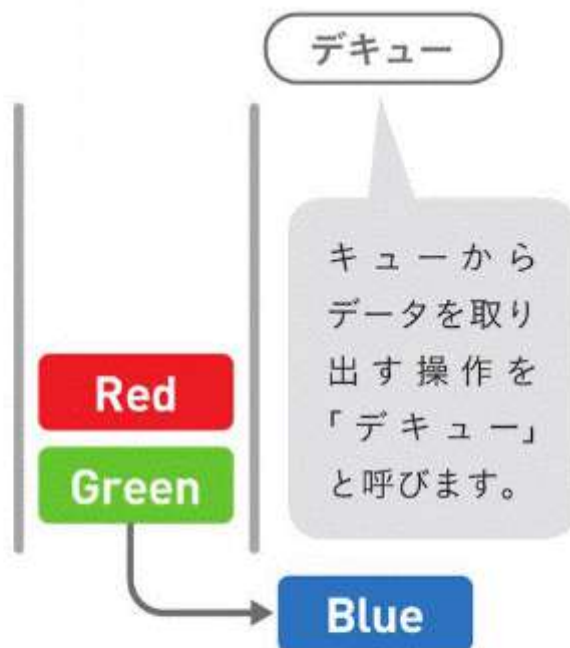 デキュー
キューから
データを取り
出す操作を
「デキュー」
と呼びます。
Red
Green
Blue